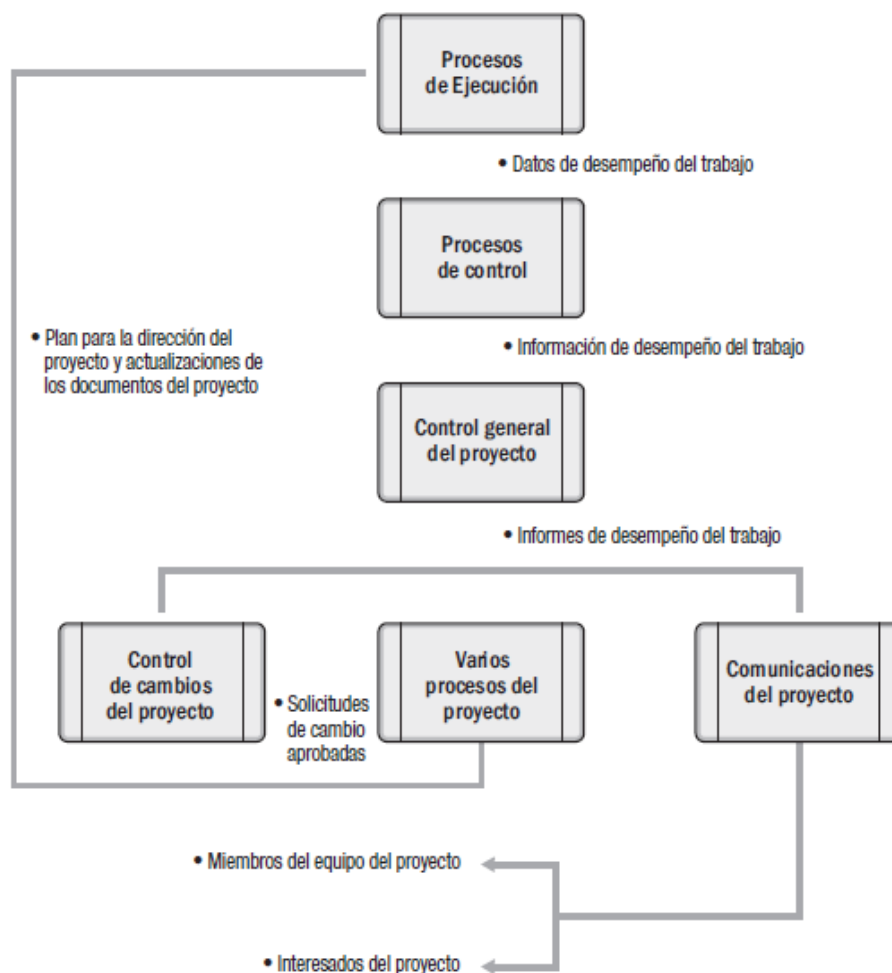 Procesos
de Ejecución
• Datos de desempeño del trabajo
Procesos
de control
• Plan para la dirección del
proyecto y actualizaciones de
los documentos del proyecto
• Información de desempeño del trabajo
Control general
del proyecto
• Informes de desempeño del trabajo
Control
de cambios
del proyecto
• Solicitudes
de cambio
aprobadas
Varios
procesos del
proyecto
Comunicaciones
del proyecto
• Miembros del equipo del proyecto
• Interesados del proyecto